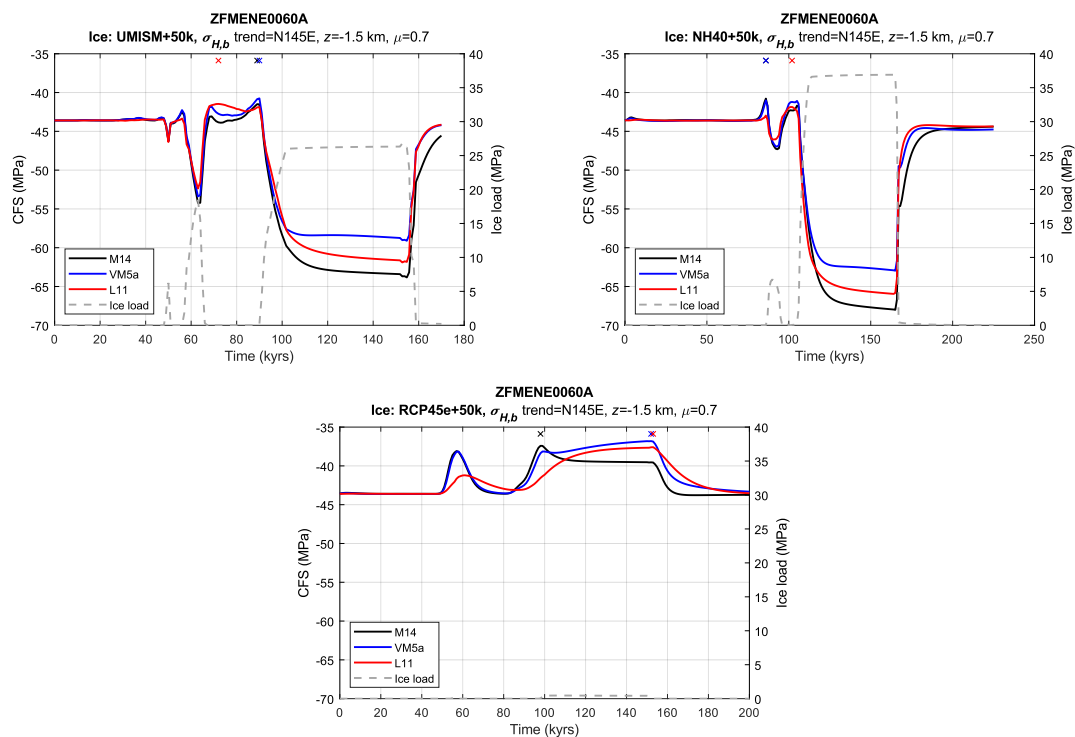 ZFMENE0060A
Ice: UMISM+50k, σH,b trend=N145E, z=-1.5 km, μ=0.7
-35
-40
-45
-50
-55
-60
-65
-70
CFS (MPa)
40
35
30
25
20
15
10
5
0
Ice load (MPa)
M14
VM5a
L11
Ice load
0 20 40 60 80 100 120 140 160 180
Time (kyrs)
ZFMENE0060A
Ice: NH40+50k, σH,b trend=N145E, z=-1.5 km, μ=0.7
-35
-40
-45
-50
-55
-60
-65
-70
CFS (MPa)
40
35
30
25
20
15
10
5
0
Ice load (MPa)
M14
VM5a
L11
Ice load
0 50 100 150 200 250
Time (kyrs)
ZFMENE0060A
Ice: RCP45e+50k, σH,b trend=N145E, z=-1.5 km, μ=0.7
-35
-40
-45
-50
-55
-60
-65
-70
CFS (MPa)
40
35
30
25
20
15
10
5
0
Ice load (MPa)
M14
VM5a
L11
Ice load
0 20 40 60 80 100 120 140 160 180 200
Time (kyrs)